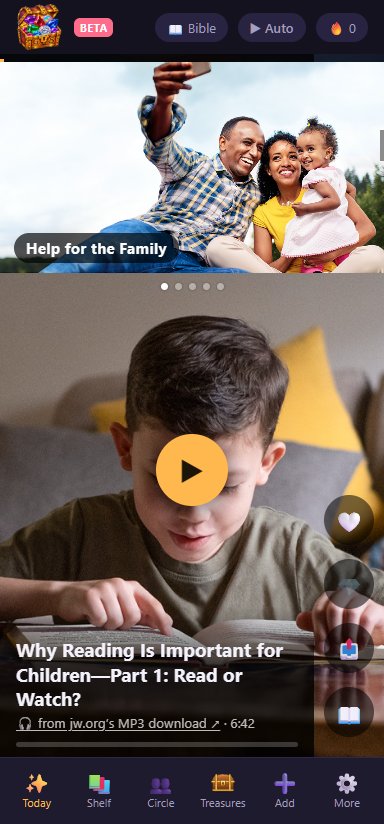 BETA
Bible
Auto
0
Help for the Family
Why Reading Is Important for
Children—Part 1: Read or
Watch?
from jw.org's MP3 download ↗ · 6:42
Today
Shelf
Circle
Treasures
Add
More